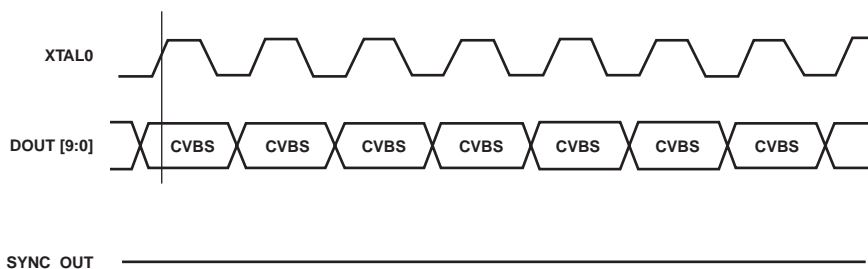 XTAL0
DOUT [9:0] CVBS CVBS CVBS CVBS CVBS CVBS CVBS
SYNC OUT